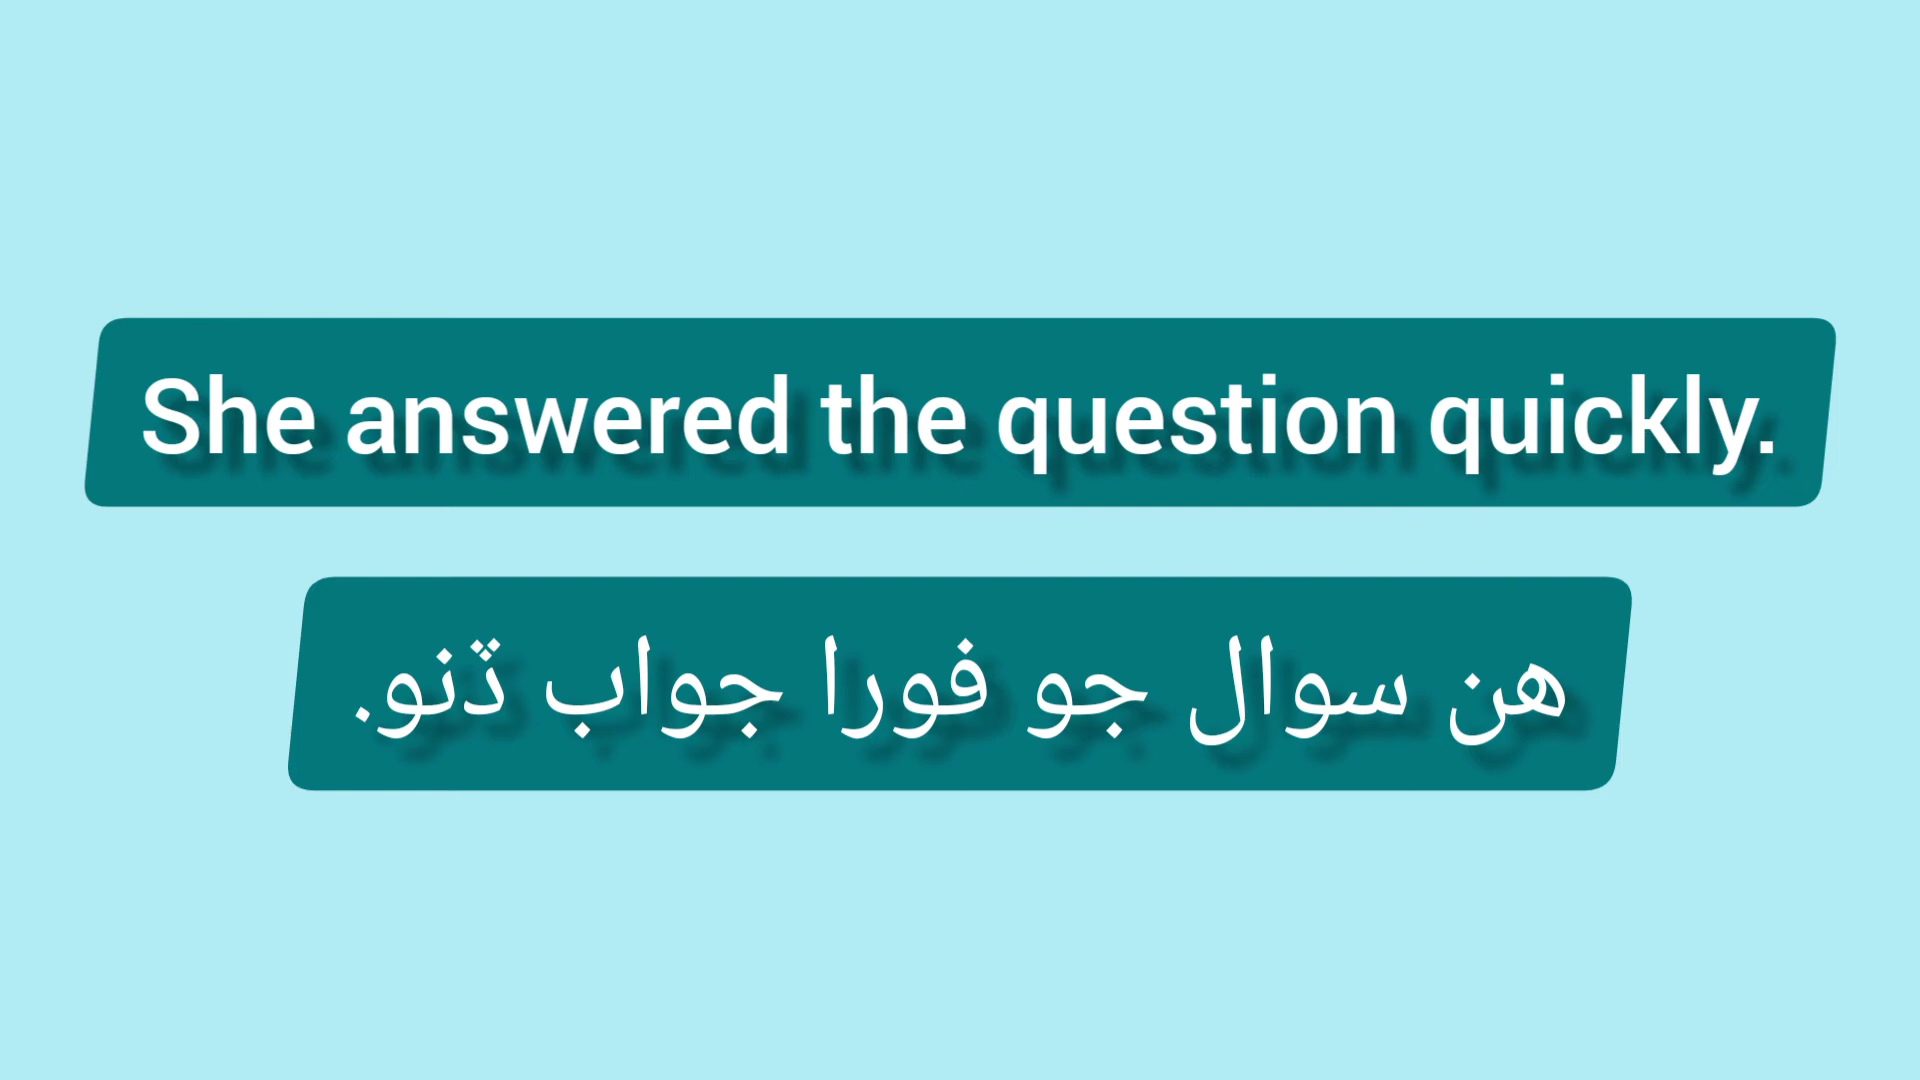 She answered the question quickly.
هن سوال جو فورا جواب ڏنو.